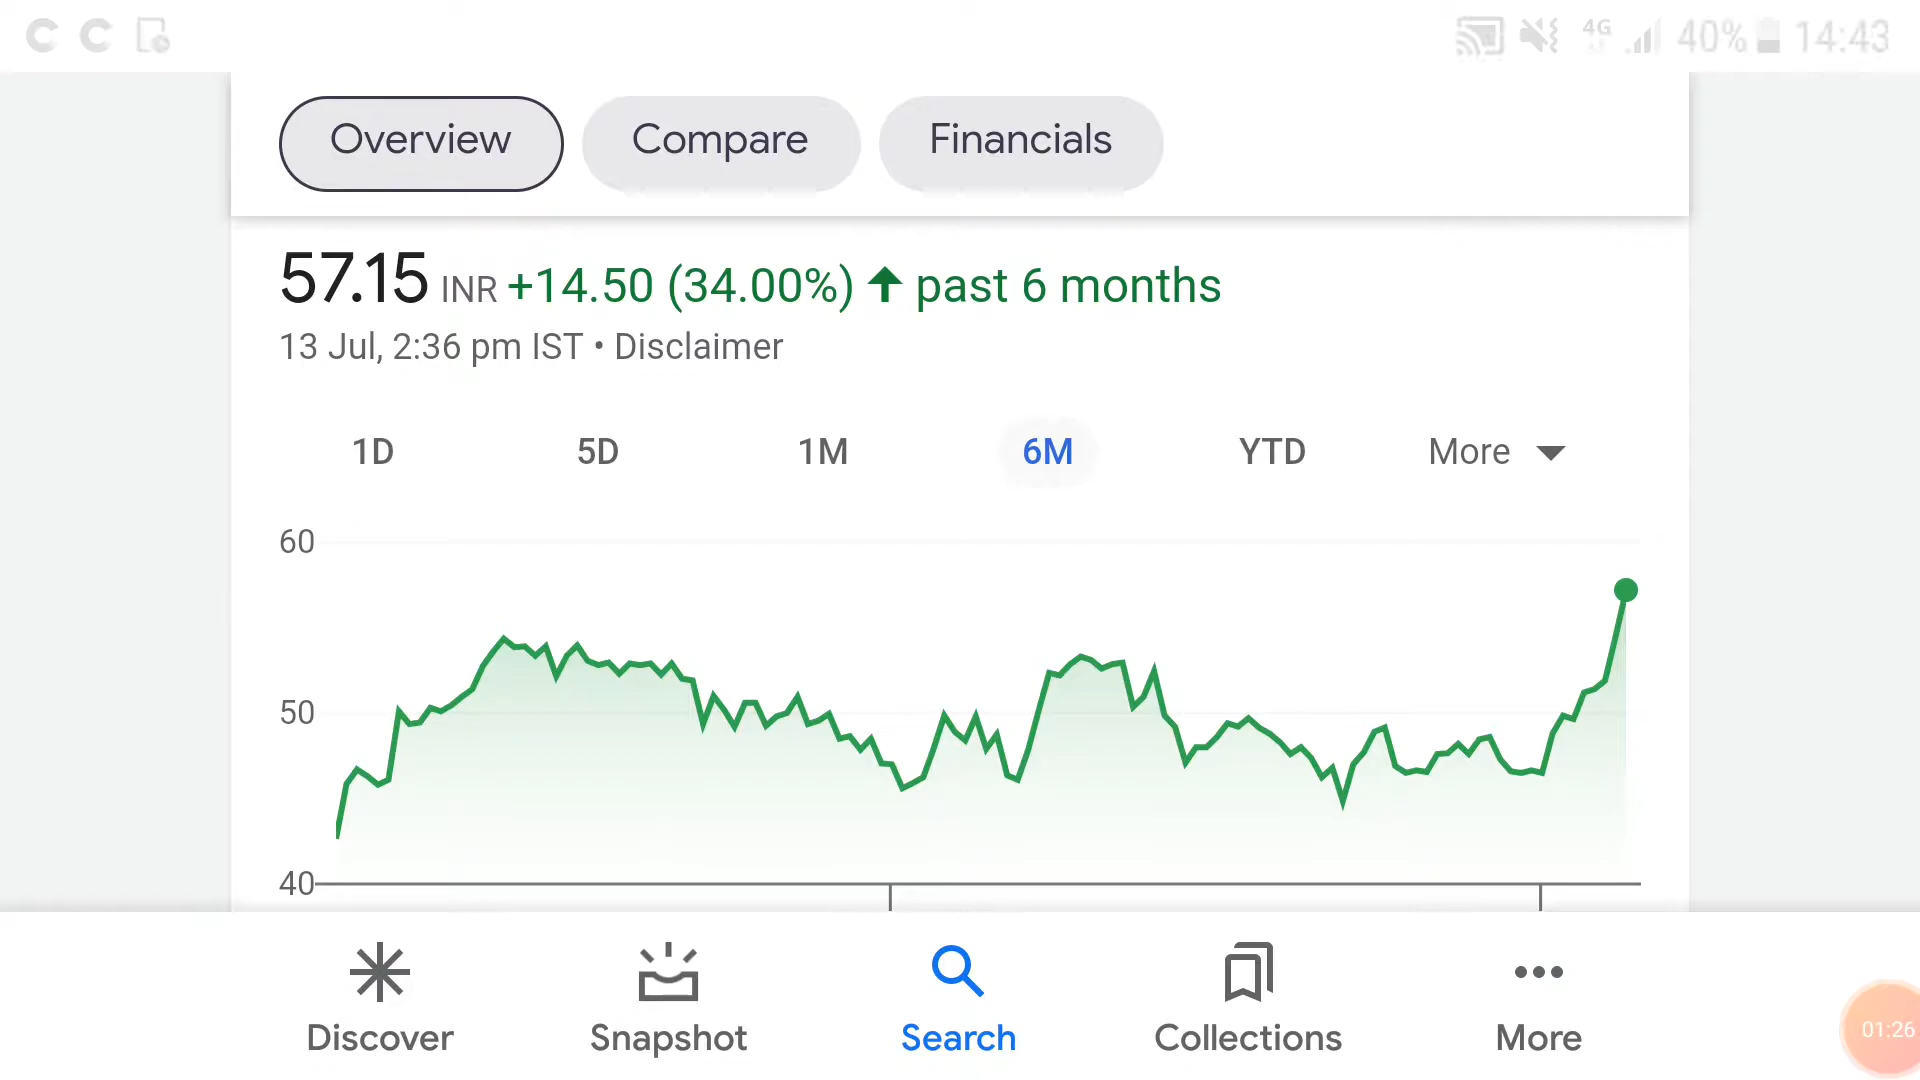 4G 40% 14:43
Overview Compare Financials
57.15 INR +14.50 (34.00%) ↑ past 6 months
13 Jul, 2:36 pm IST • Disclaimer
1D 5D 1M 6M YTD More
60
50
40
Discover Snapshot Search Collections More
01:26